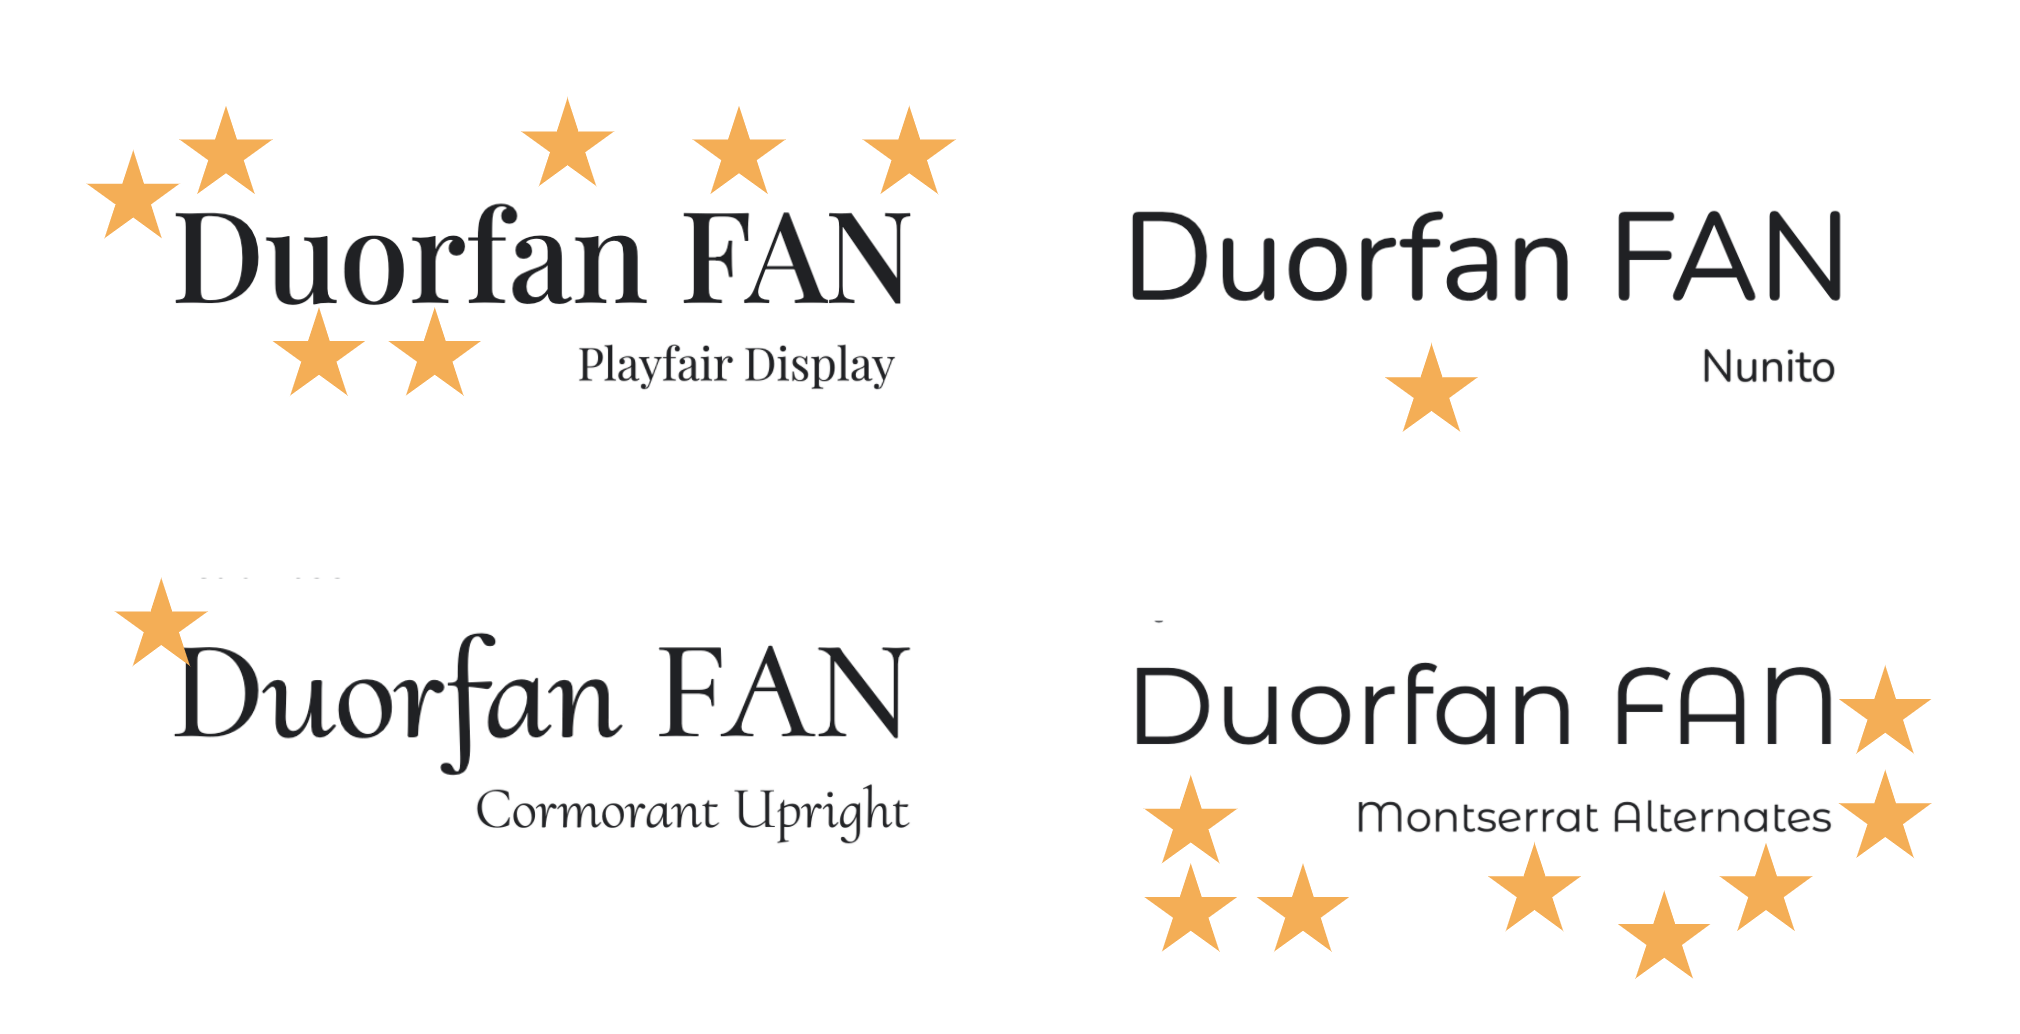 Duorfan FAN
Playfair Display
Duorfan FAN
Nunito
Duorfan FAN
Cormorant Upright
Duorfan FAN
Montserrat Alternates